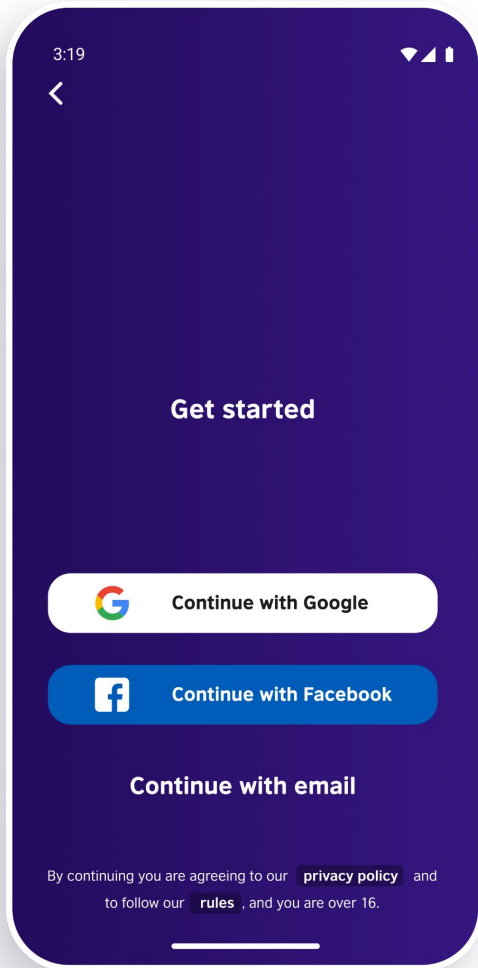 3:19
Get started
Continue with Google
Continue with Facebook
Continue with email
By continuing you are agreeing to our privacy policy and
to follow our rules , and you are over 16.